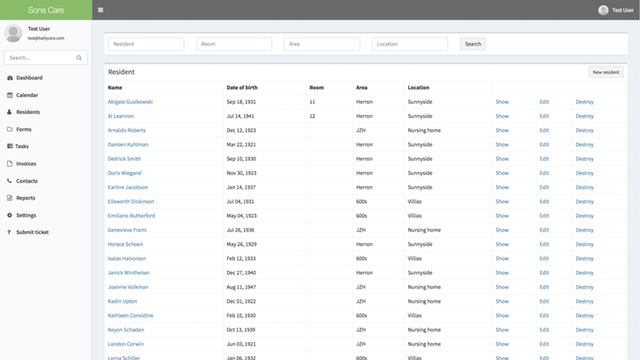 Sona Care
Test User
Test User
test@bellycara.com
Search...
Dashboard
Calendar
Residents
Forms
Tasks
Invoices
Contacts
Reports
Settings
Submit ticket
Resident Room Area Location Search
Resident New resident
Name Date of birth Room Area Location
Abigale Gusikowski Sep 18, 1931 11 Herron Sunnyside Show Edit Destroy
Al Leannon Jul 14, 1941 12 Herron Sunnyside Show Edit Destroy
Arnaldo Roberts Dec 12, 1923 JZH Nursing home Show Edit Destroy
Damien Kuhlman Mar 22, 1921 Herron Sunnyside Show Edit Destroy
Dedrick Smith Sep 10, 1930 Herron Sunnyside Show Edit Destroy
Doris Wiegand Nov 30, 1923 Herron Sunnyside Show Edit Destroy
Earline Jacobson Jan 14, 1937 Herron Sunnyside Show Edit Destroy
Ellsworth Dickinson Jul 04, 1931 600s Villias Show Edit Destroy
Emiliano Rutherford May 04, 1923 600s Villias Show Edit Destroy
Genevieve Framl Jul 26, 1936 JZH Nursing home Show Edit Destroy
Horace Schoen May 26, 1929 Herron Sunnyside Show Edit Destroy
Isaias Halvorson Feb 12, 1933 600s Villias Show Edit Destroy
Janick Wintheiser Dec 27, 1940 Herron Sunnyside Show Edit Destroy
Joannie Volkman Aug 11, 1947 JZH Nursing home Show Edit Destroy
Kadin Upton Dec 01, 1922 JZH Nursing home Show Edit Destroy
Kathleen Considine Feb 10, 1930 600s Villias Show Edit Destroy
Keyon Schaden Oct 13, 1939 JZH Nursing home Show Edit Destroy
London Corwin Jun 03, 1921 JZH Nursing home Show Edit Destroy
Lorna Schiller Jan 06, 1932 600s Villias Show Edit Destroy